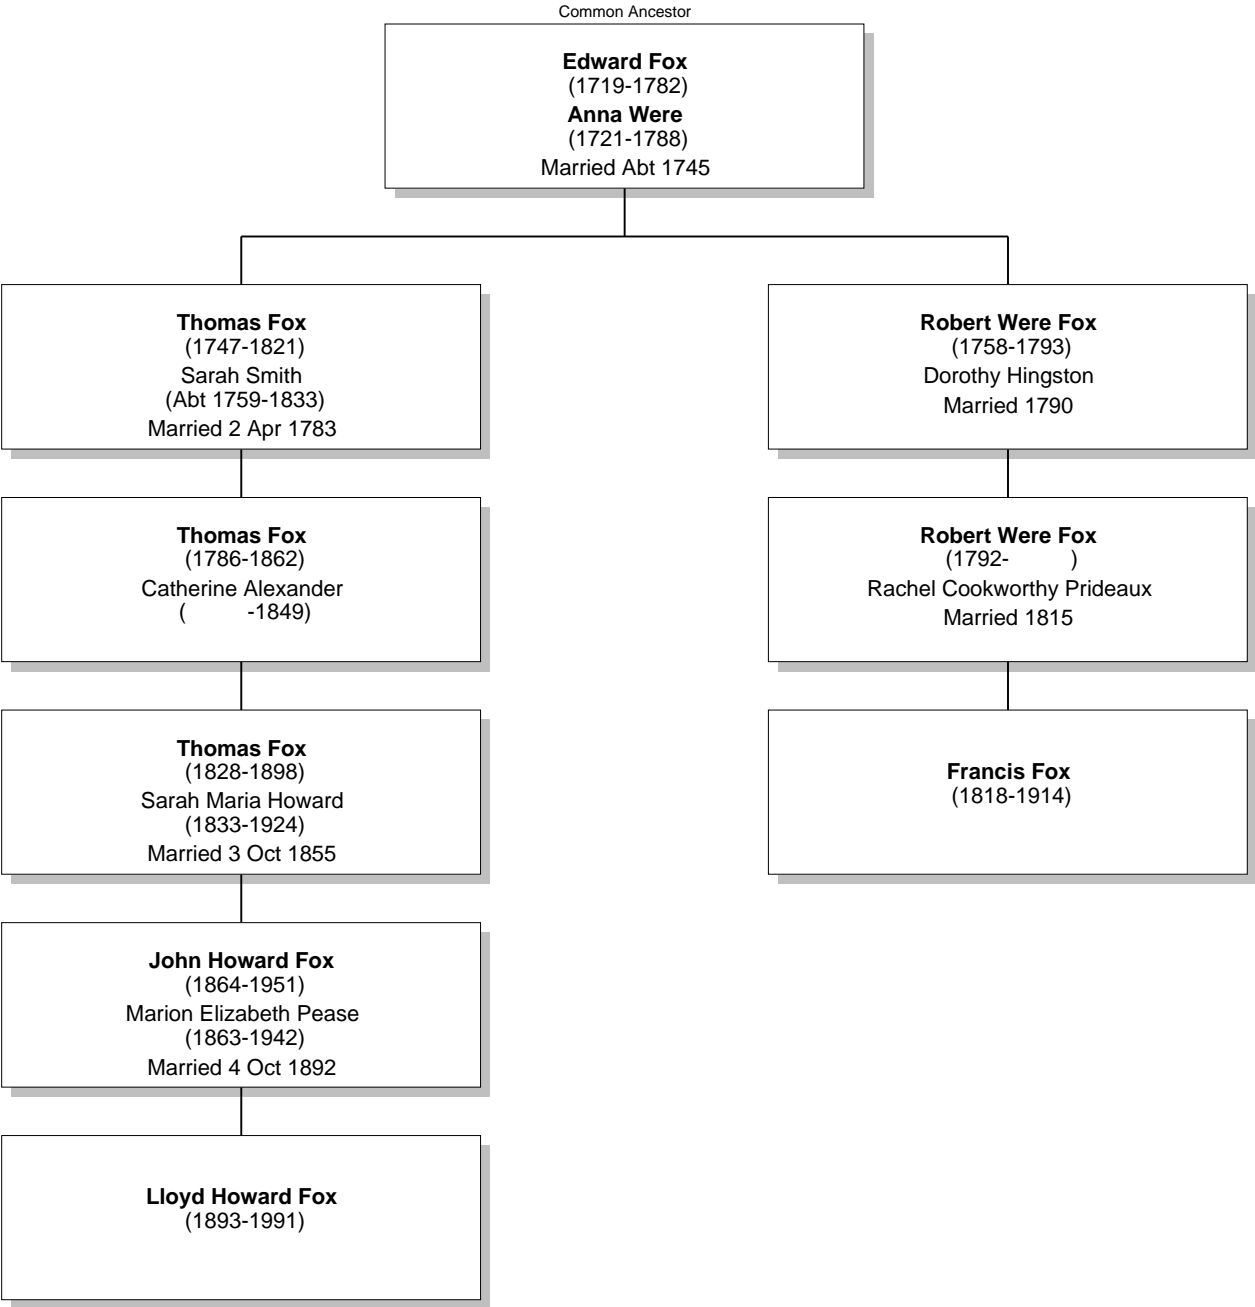 Common Ancestor
Edward Fox
(1719-1782)
Anna Were
(1721-1788)
Married Abt 1745
Thomas Fox
(1747-1821)
Sarah Smith
(Abt 1759-1833)
Married 2 Apr 1783
Robert Were Fox
(1758-1793)
Dorothy Hingston
Married 1790
Thomas Fox
(1786-1862)
Catherine Alexander
(          -1849)
Robert Were Fox
(1792-          )
Rachel Cookworthy Prideaux
Married 1815
Thomas Fox
(1828-1898)
Sarah Maria Howard
(1833-1924)
Married 3 Oct 1855
Francis Fox
(1818-1914)
John Howard Fox
(1864-1951)
Marion Elizabeth Pease
(1863-1942)
Married 4 Oct 1892
Lloyd Howard Fox
(1893-1991)